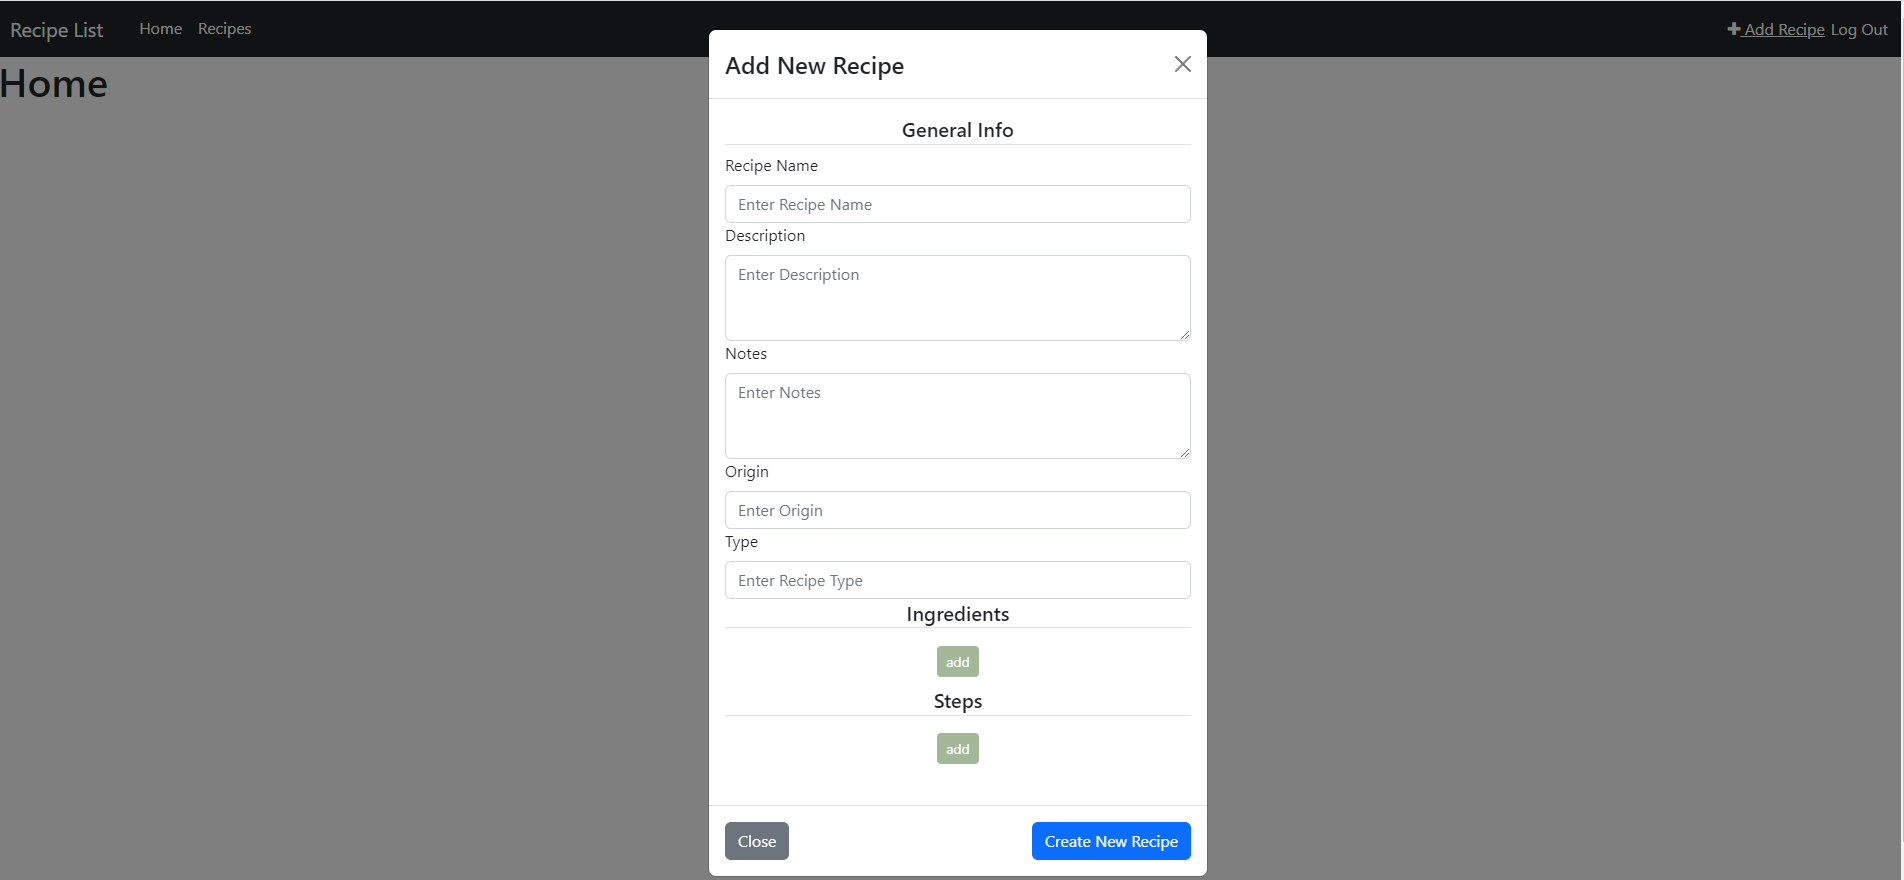 Recipe List Home Recipes Add Recipe Log Out
Home
Add New Recipe
General Info
Recipe Name
Enter Recipe Name
Description
Enter Description
Notes
Enter Notes
Origin
Enter Origin
Type
Enter Recipe Type
Ingredients
add
Steps
add
Close Create New Recipe